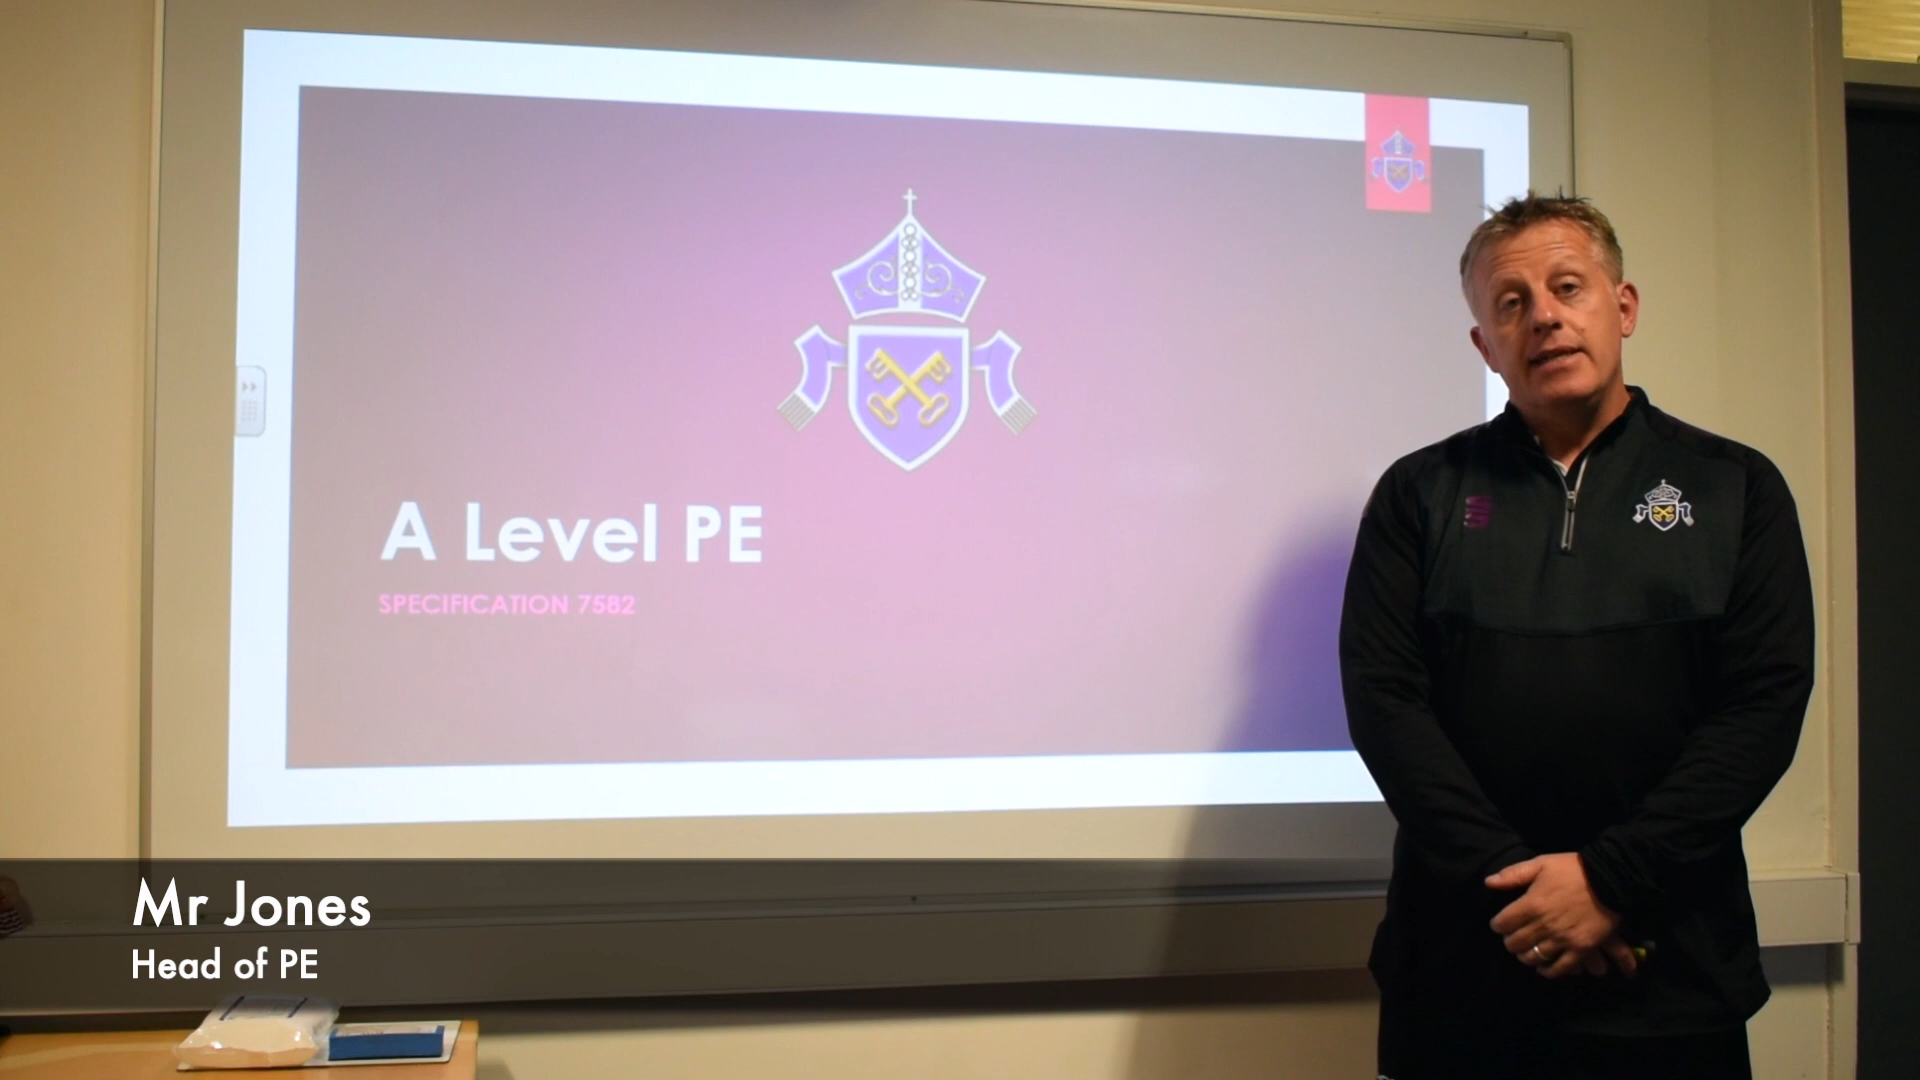 A Level PE
SPECIFICATION 7582
Mr Jones
Head of PE